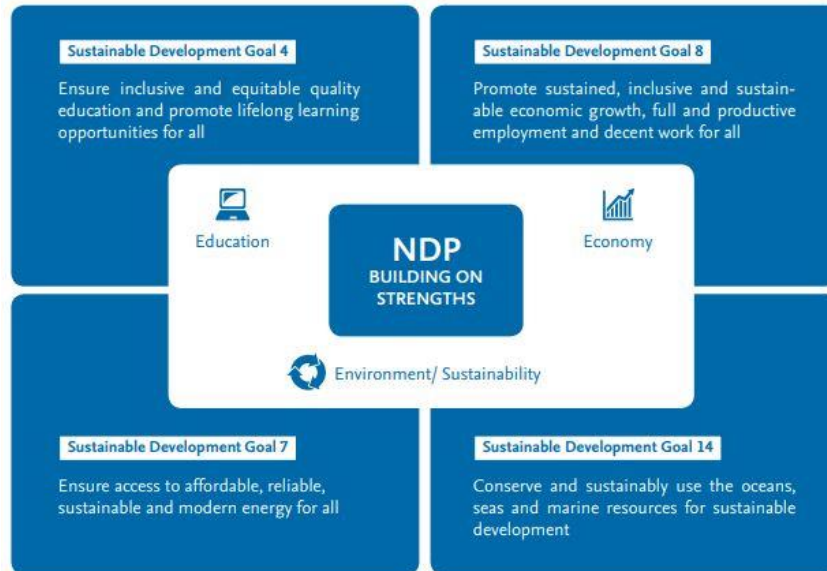 Sustainable Development Goal 4
Ensure inclusive and equitable quality
education and promote lifelong learning
opportunities for all
Sustainable Development Goal 8
Promote sustained, inclusive and sustain-
able economic growth, full and productive
employment and decent work for all
Education
NDP
BUILDING ON
STRENGTHS
Economy
Environment/ Sustainability
Sustainable Development Goal 7
Ensure access to affordable, reliable,
sustainable and modern energy for all
Sustainable Development Goal 14
Conserve and sustainably use the oceans,
seas and marine resources for sustainable
development